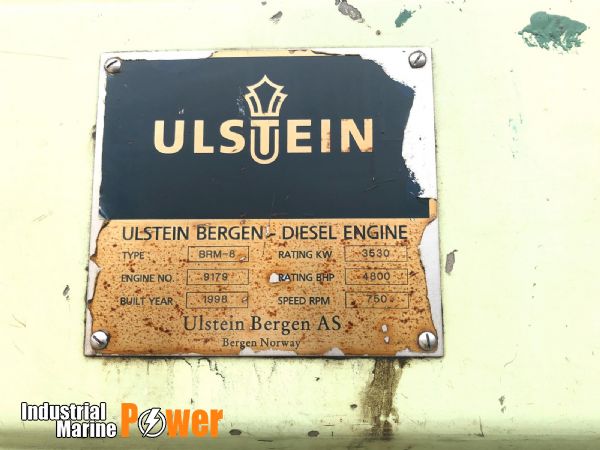 ULSTEIN
ULSTEIN BERGEN - DIESEL ENGINE
TYPE BRM-8 RATING KW 3530
ENGINE NO. 9179 RATING BHP 4800
BUILT YEAR 1998 SPEED RPM 750
Ulstein Bergen AS
Bergen Norway
Industrial
Marine Power